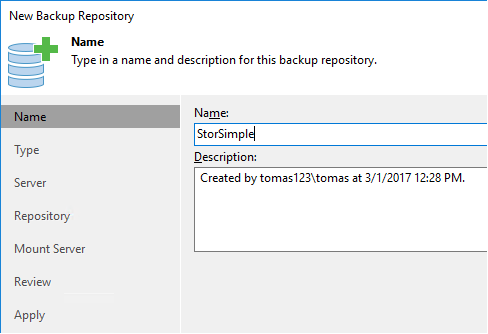 New Backup Repository
Name
Type in a name and description for this backup repository.
Name
Type
Server
Repository
Mount Server
Review
Apply
Name:
StorSimple
Description:
Created by tomas123\tomas at 3/1/2017 12:28 PM.